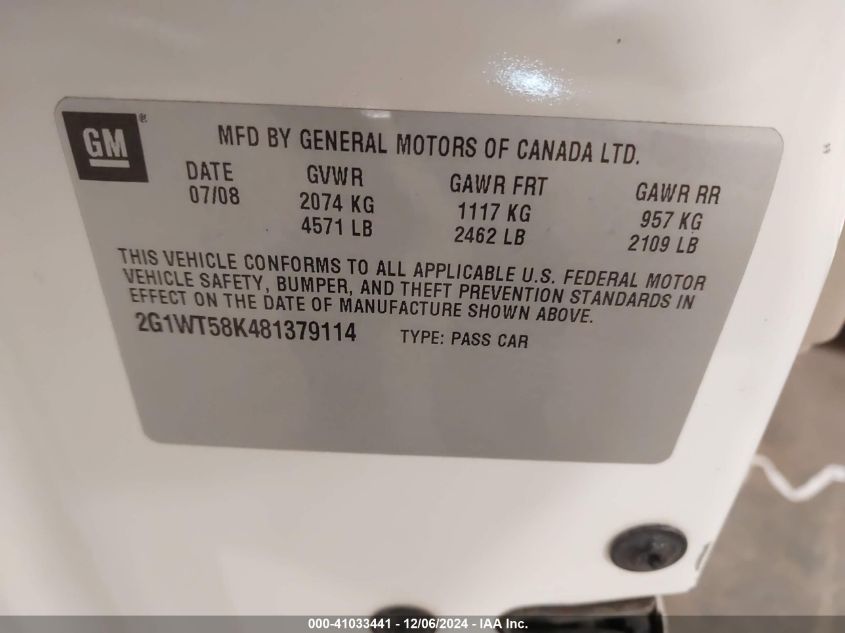 GM®
MFD BY GENERAL MOTORS OF CANADA LTD.
DATE GVWR GAWR FRT GAWR RR
07/08 2074 KG 1117 KG 957 KG
4571 LB 2462 LB 2109 LB
THIS VEHICLE CONFORMS TO ALL APPLICABLE U.S. FEDERAL MOTOR
VEHICLE SAFETY, BUMPER, AND THEFT PREVENTION STANDARDS IN
EFFECT ON THE DATE OF MANUFACTURE SHOWN ABOVE.
2G1WT58K481379114 TYPE: PASS CAR
000-41033441 - 12/06/2024 - IAA Inc.